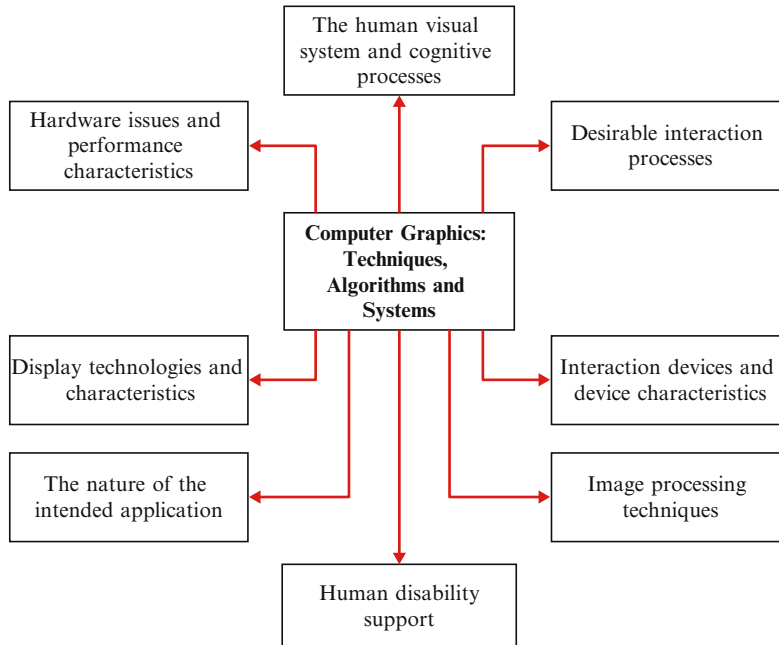 The human visual
system and cognitive
processes
Hardware issues and
performance
characteristics
Desirable interaction
processes
Computer Graphics:
Techniques,
Algorithms and
Systems
Display technologies and
characteristics
Interaction devices and
device characteristics
The nature of the
intended application
Image processing
techniques
Human disability
support